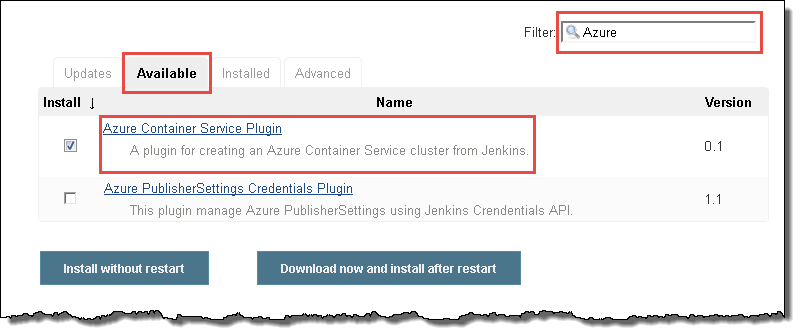 Filter: Azure
Updates Available Installed Advanced
Install ↓ Name Version
Azure Container Service Plugin
A plugin for creating an Azure Container Service cluster from Jenkins.
0.1
Azure PublisherSettings Credentials Plugin
This plugin manage Azure PublisherSettings using Jenkins Crendentials API.
1.1
Install without restart Download now and install after restart